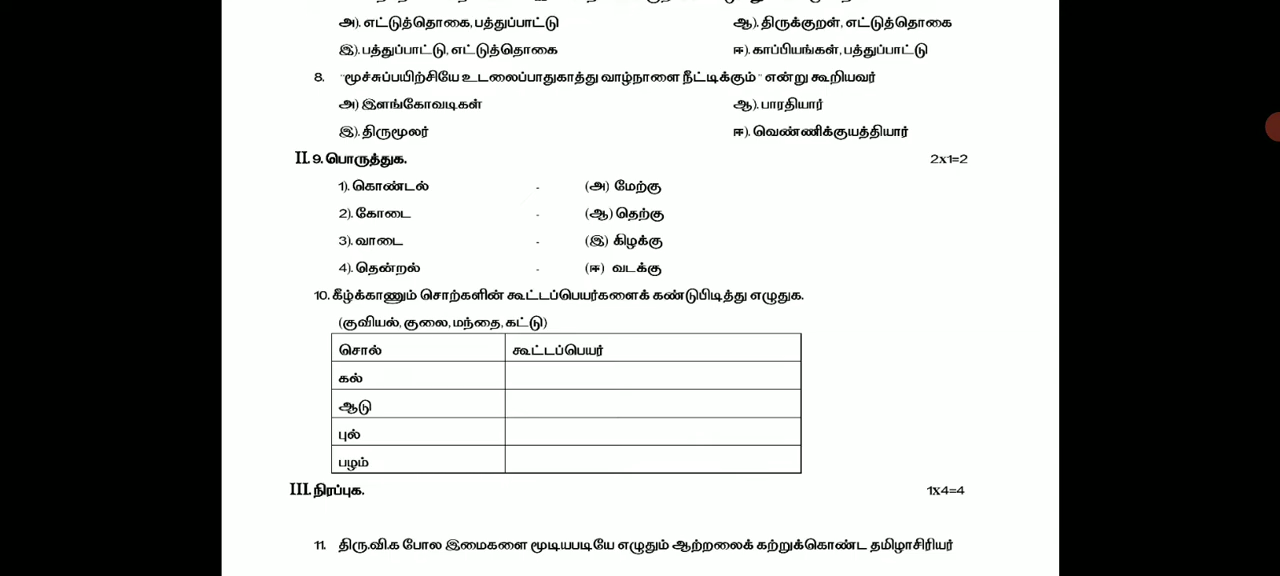 அ). எட்டுத்தொகை, பத்துப்பாட்டு ஆ). திருக்குறள், எட்டுத்தொகை
இ). பத்துப்பாட்டு, எட்டுத்தொகை ஈ). காப்பியங்கள், பத்துப்பாட்டு
8. "மூச்சுப்பயிற்சியே உடலைப்பாதுகாத்து வாழ்நாளை நீட்டிக்கும்" என்று கூறியவர்
அ) இளங்கோவடிகள் ஆ). பாரதியார்
இ). திருமூலர் ஈ). வெண்ணிக்குயத்தியார்
II. 9. பொருத்துக. 2x1=2
1). கொண்டல் - (அ) மேற்கு
2). கோடை - (ஆ) தெற்கு
3). வாடை - (இ) கிழக்கு
4). தென்றல் - (ஈ) வடக்கு
10. கீழ்க்காணும் சொற்களின் கூட்டப்பெயர்களைக் கண்டுபிடித்து எழுதுக.
(குவியல், குலை, மந்தை, கட்டு)
சொல் கூட்டப்பெயர்
கல்
ஆடு
புல்
பழம்
III. நிரப்புக. 1x4=4
11. திரு.வி.க போல இமைகளை மூடியபடியே எழுதும் ஆற்றலைக் கற்றுக்கொண்ட தமிழாசிரியர்